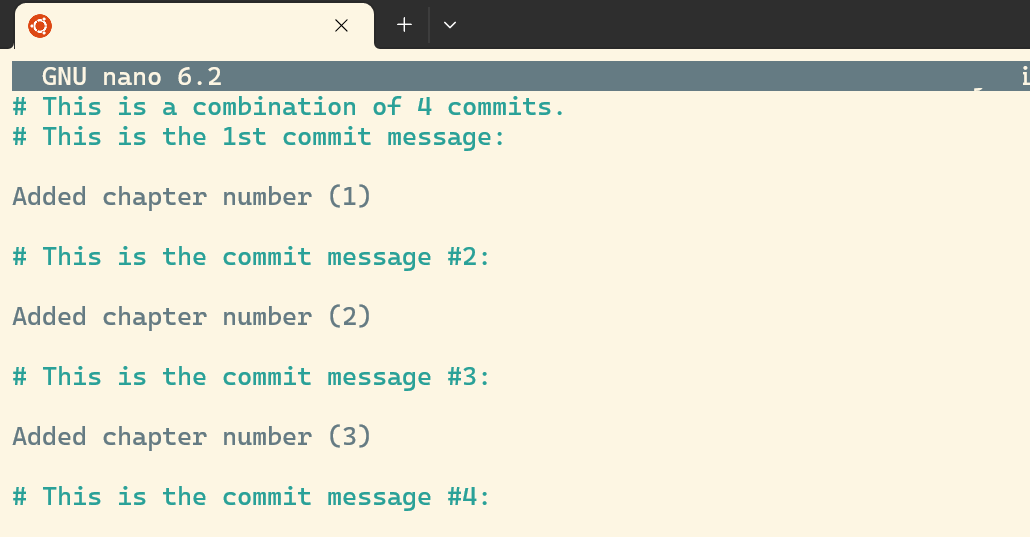 GNU nano 6.2
# This is a combination of 4 commits.
# This is the 1st commit message:
Added chapter number (1)
# This is the commit message #2:
Added chapter number (2)
# This is the commit message #3:
Added chapter number (3)
# This is the commit message #4: